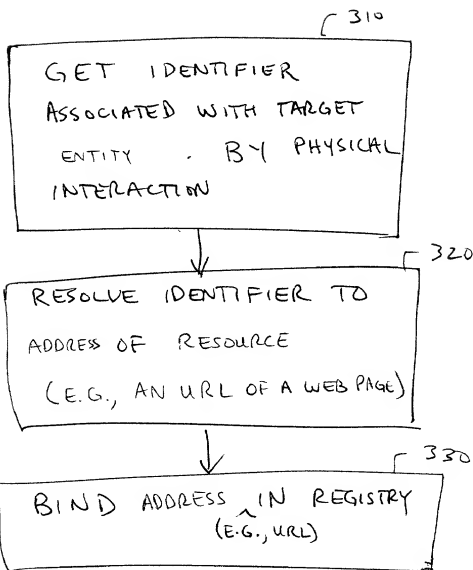 310
GET IDENTIFIER
ASSOCIATED WITH TARGET
ENTITY . BY PHYSICAL
INTERACTION
320
RESOLVE IDENTIFIER TO
ADDRESS OF RESOURCE
(E.G., AN URL OF A WEB PAGE)
330
BIND ADDRESS ^ IN REGISTRY
(E.G., URL)